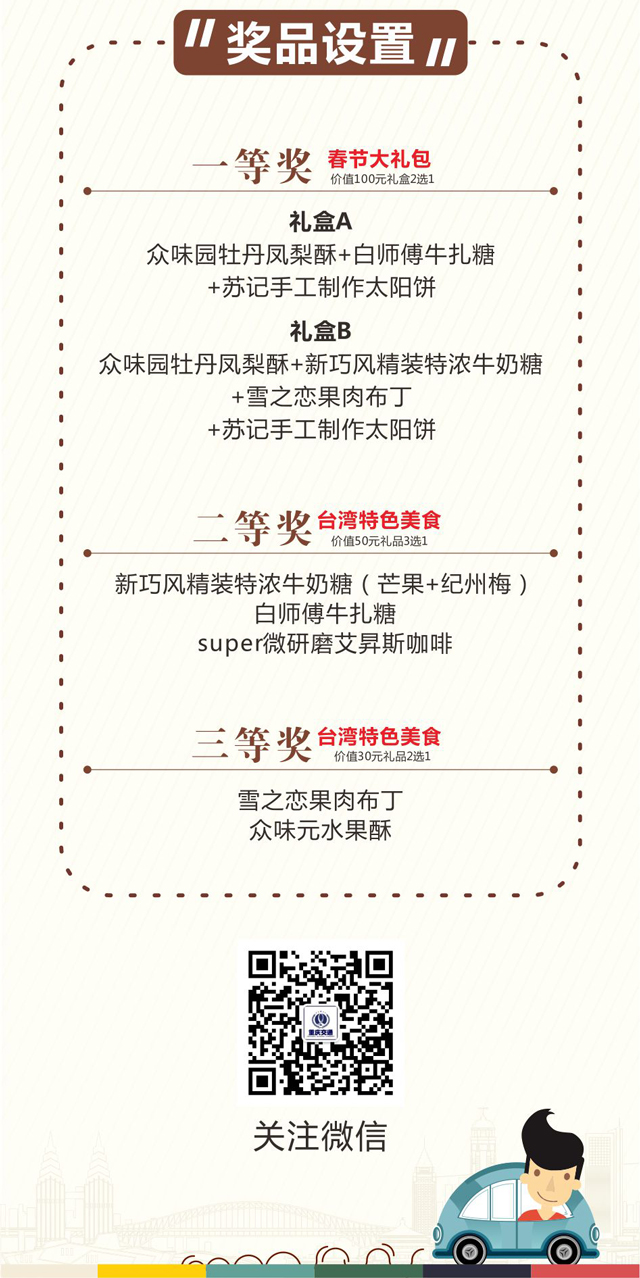 奖品设置
一等奖 春节大礼包
价值100元礼盒2选1
礼盒A
众味园牡丹凤梨酥+白师傅牛扎糖
+苏记手工制作太阳饼
礼盒B
众味园牡丹凤梨酥+新巧风精装特浓牛奶糖
+雪之恋果肉布丁
+苏记手工制作太阳饼
二等奖 台湾特色美食
价值50元礼品3选1
新巧风精装特浓牛奶糖（芒果+纪州梅）
白师傅牛扎糖
super微研磨艾昇斯咖啡
三等奖 台湾特色美食
价值30元礼品2选1
雪之恋果肉布丁
众味元水果酥
重庆交通
关注微信